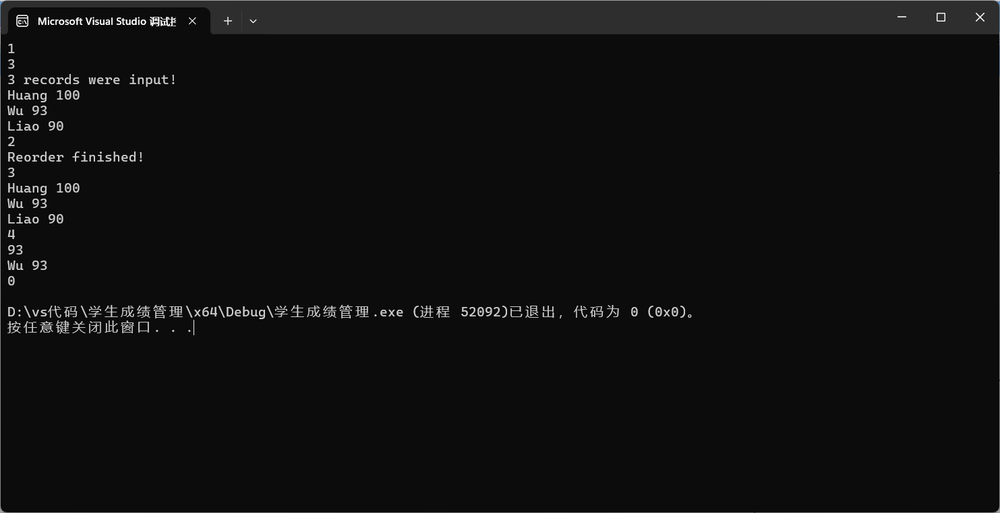 Microsoft Visual Studio 调试
1
3
3 records were input!
Huang 100
Wu 93
Liao 90
2
Reorder finished!
3
Huang 100
Wu 93
Liao 90
4
93
Wu 93
0
D:\vs代码\学生成绩管理\x64\Debug\学生成绩管理.exe (进程 52092)已退出，代码为 0 (0x0)。
按任意键关闭此窗口. . .